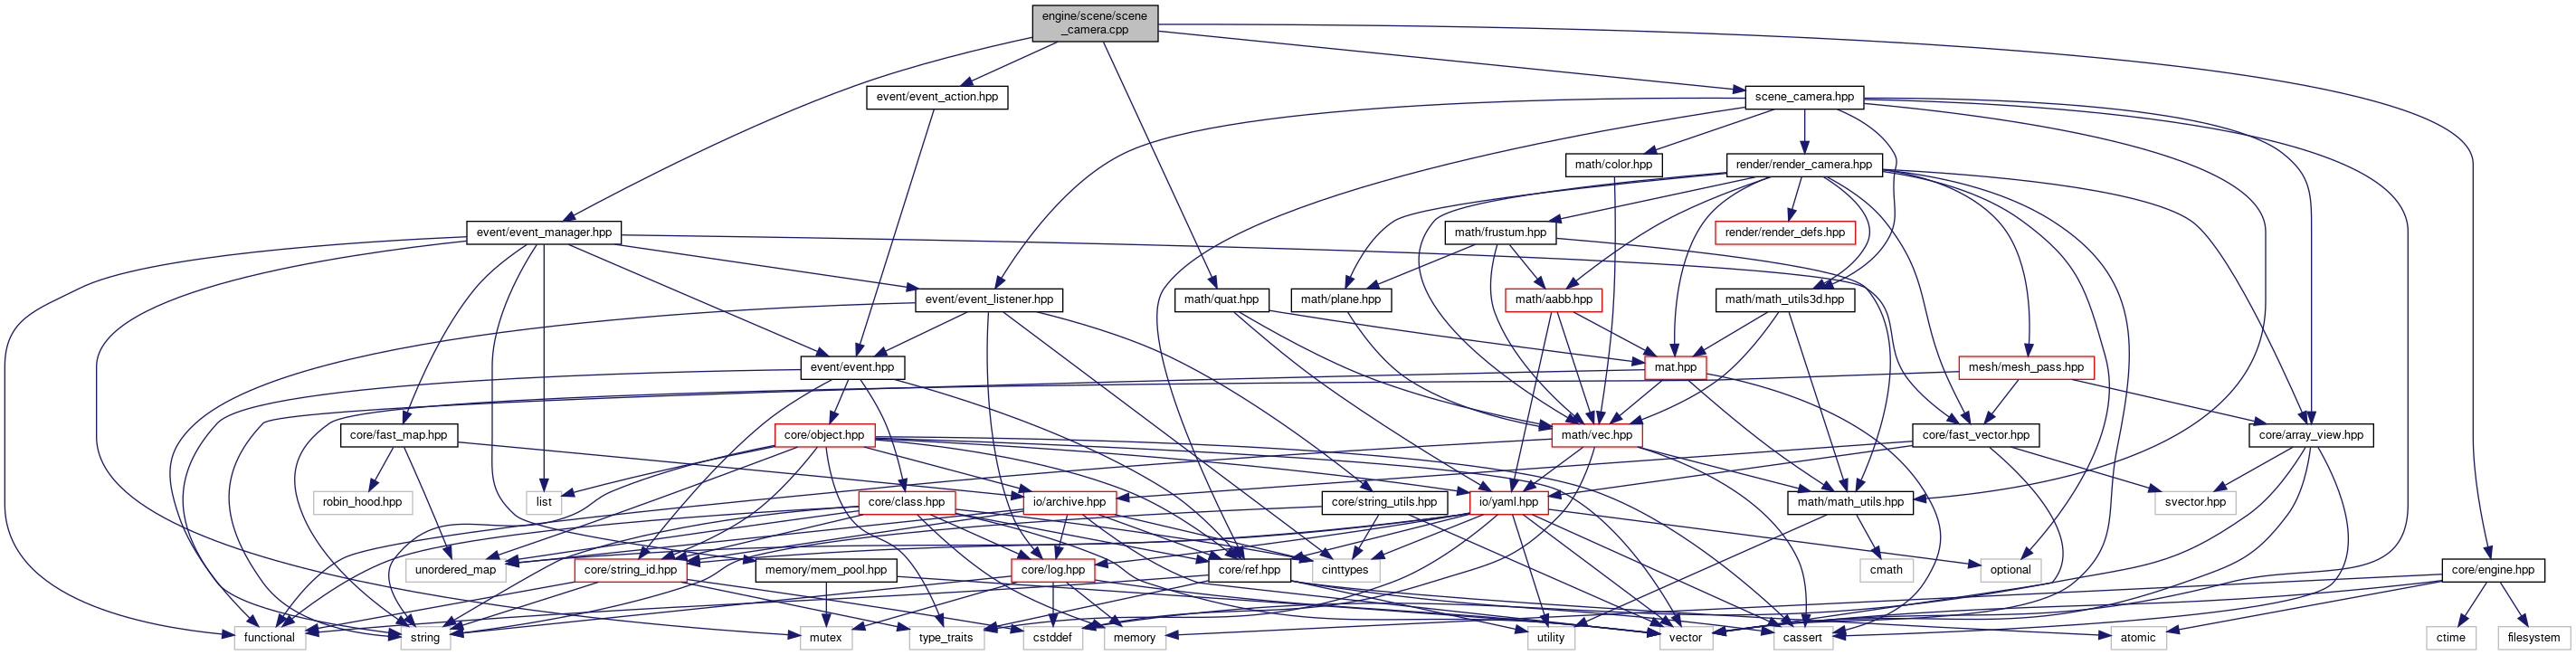 engine/scene/scene
_camera.cpp
event/event_action.hpp
scene_camera.hpp
math/color.hpp
render/render_camera.hpp
event/event_manager.hpp
math/frustum.hpp
render/render_defs.hpp
event/event_listener.hpp
math/quat.hpp
math/plane.hpp
math/aabb.hpp
math/math_utils3d.hpp
event/event.hpp
mat.hpp
mesh/mesh_pass.hpp
core/fast_map.hpp
core/object.hpp
math/vec.hpp
core/fast_vector.hpp
core/array_view.hpp
robin_hood.hpp
list
core/class.hpp
io/archive.hpp
core/string_utils.hpp
io/yaml.hpp
math/math_utils.hpp
svector.hpp
unordered_map
core/string_id.hpp
memory/mem_pool.hpp
core/log.hpp
core/ref.hpp
cinttypes
cmath
optional
core/engine.hpp
functional
string
mutex
type_traits
cstddef
memory
utility
vector
cassert
atomic
ctime
filesystem